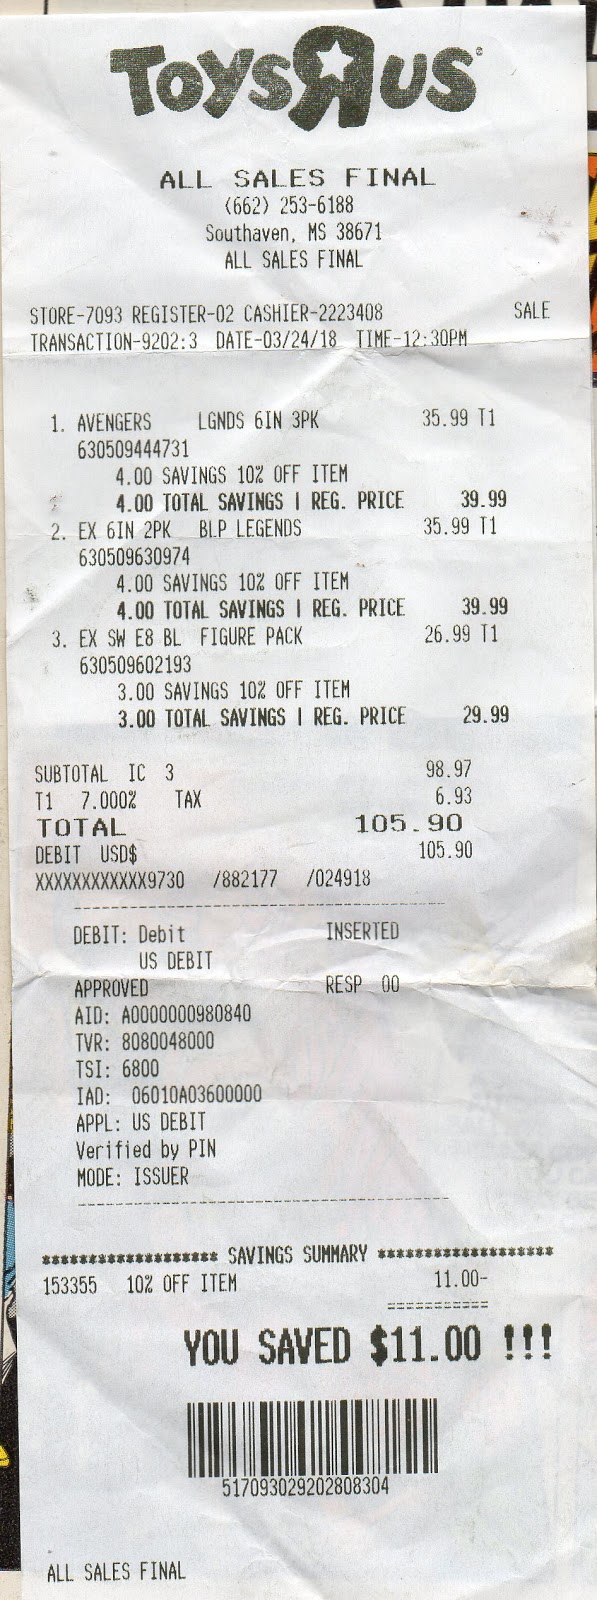 ToysRus
ALL SALES FINAL
(662) 253-6188
Southaven, MS 38671
ALL SALES FINAL
STORE-7093 REGISTER-02 CASHIER-2223408 SALE
TRANSACTION-9202:3 DATE-03/24/18 TIME-12:30PM
1. AVENGERS LGNDS 6IN 3PK 35.99 T1
630509444731
4.00 SAVINGS 10% OFF ITEM
4.00 TOTAL SAVINGS | REG. PRICE 39.99
2. EX 6IN 2PK BLP LEGENDS 35.99 T1
630509630974
4.00 SAVINGS 10% OFF ITEM
4.00 TOTAL SAVINGS | REG. PRICE 39.99
3. EX SW E8 BL FIGURE PACK 26.99 T1
630509602193
3.00 SAVINGS 10% OFF ITEM
3.00 TOTAL SAVINGS | REG. PRICE 29.99
SUBTOTAL IC 3 98.97
T1 7.000% TAX 6.93
TOTAL 105.90
DEBIT USD$ 105.90
XXXXXXXXXXXX9730 /882177 /024918
----------------------------------------
DEBIT: Debit INSERTED
US DEBIT
APPROVED RESP 00
AID: A0000000980840
TVR: 8080048000
TSI: 6800
IAD: 06010A03600000
APPL: US DEBIT
Verified by PIN
MODE: ISSUER
----------------------------------------
******************* SAVINGS SUMMARY *******************
153355 10% OFF ITEM 11.00-
===========
YOU SAVED $11.00 !!!
517093029202808304
ALL SALES FINAL